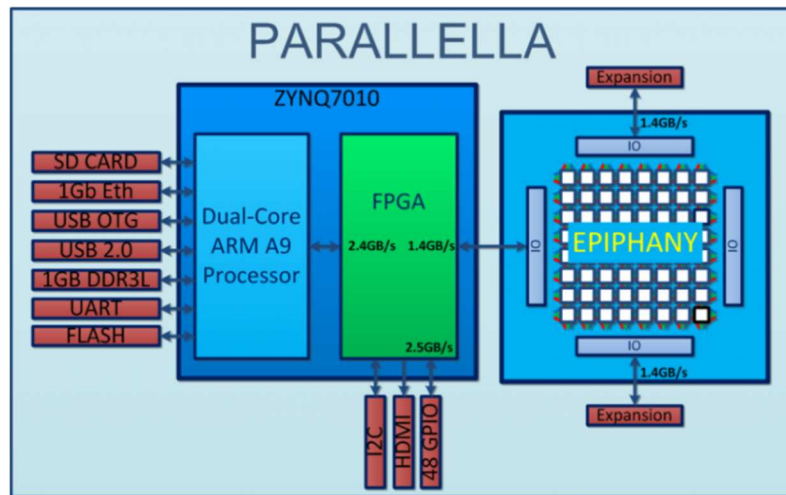 PARALLELLA
ZYNQ7010
Expansion
1.4GB/s
IO
SD CARD
1Gb Eth
USB OTG
USB 2.0
1GB DDR3L
UART
FLASH
Dual-Core
ARM A9
Processor
FPGA
2.4GB/s
1.4GB/s
2.5GB/s
IO
EPIPHANY
IO
IO
1.4GB/s
Expansion
I2C
HDMI
48 GPIO